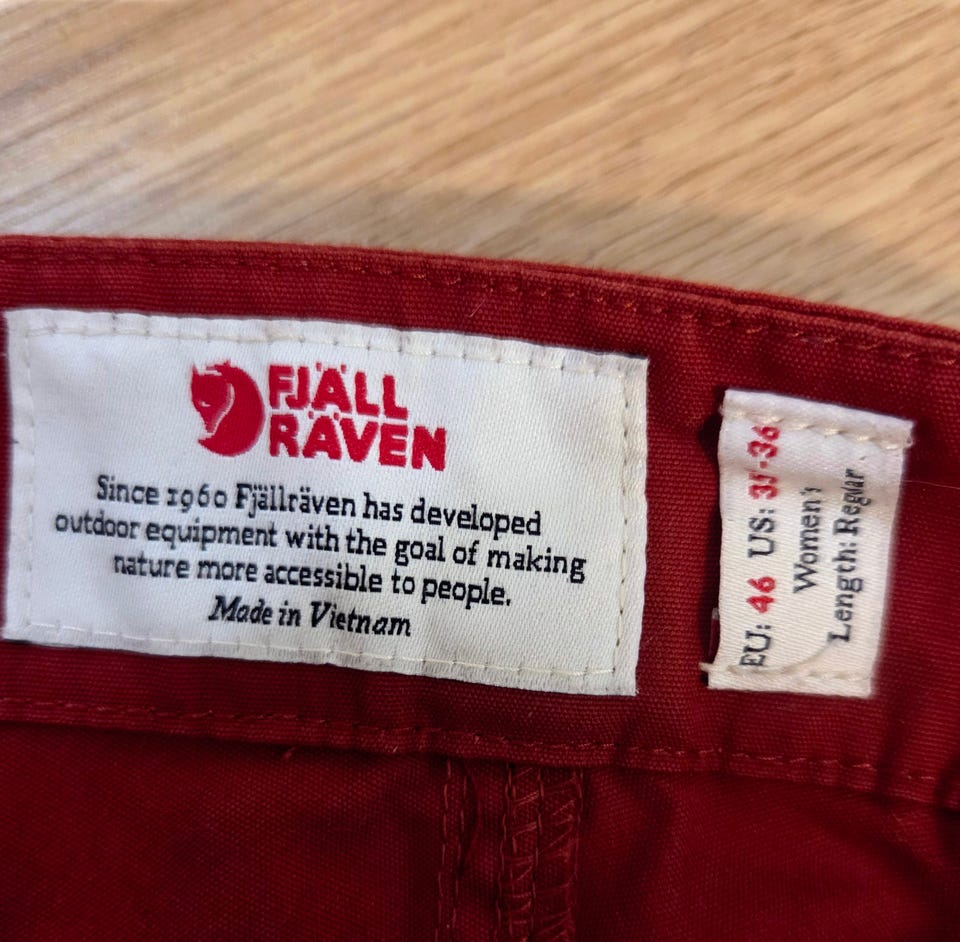 FJÄLL
RÄVEN
Since 1960 Fjällräven has developed
outdoor equipment with the goal of making
nature more accessible to people.
Made in Vietnam
EU: 46 US: 35-36
Women's
Length: Regular